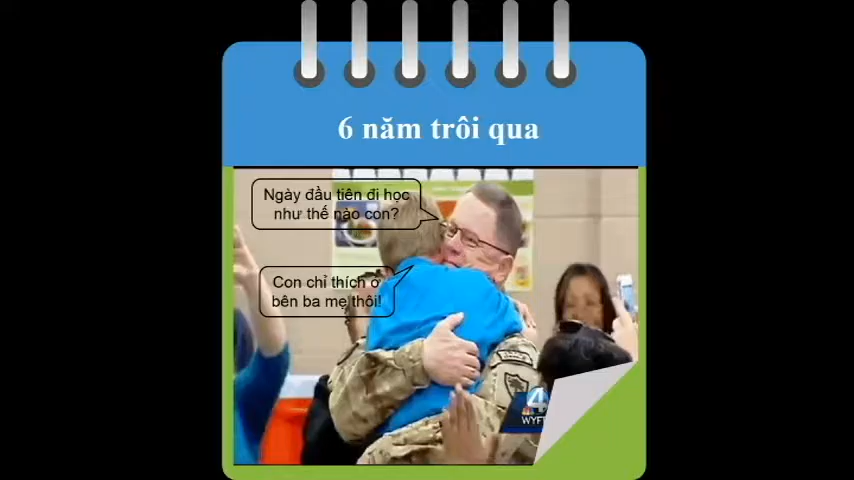 6 năm trôi qua
Ngày đầu tiên đi học
như thế nào con?
Con chỉ thích ở
bên ba mẹ thôi!
4